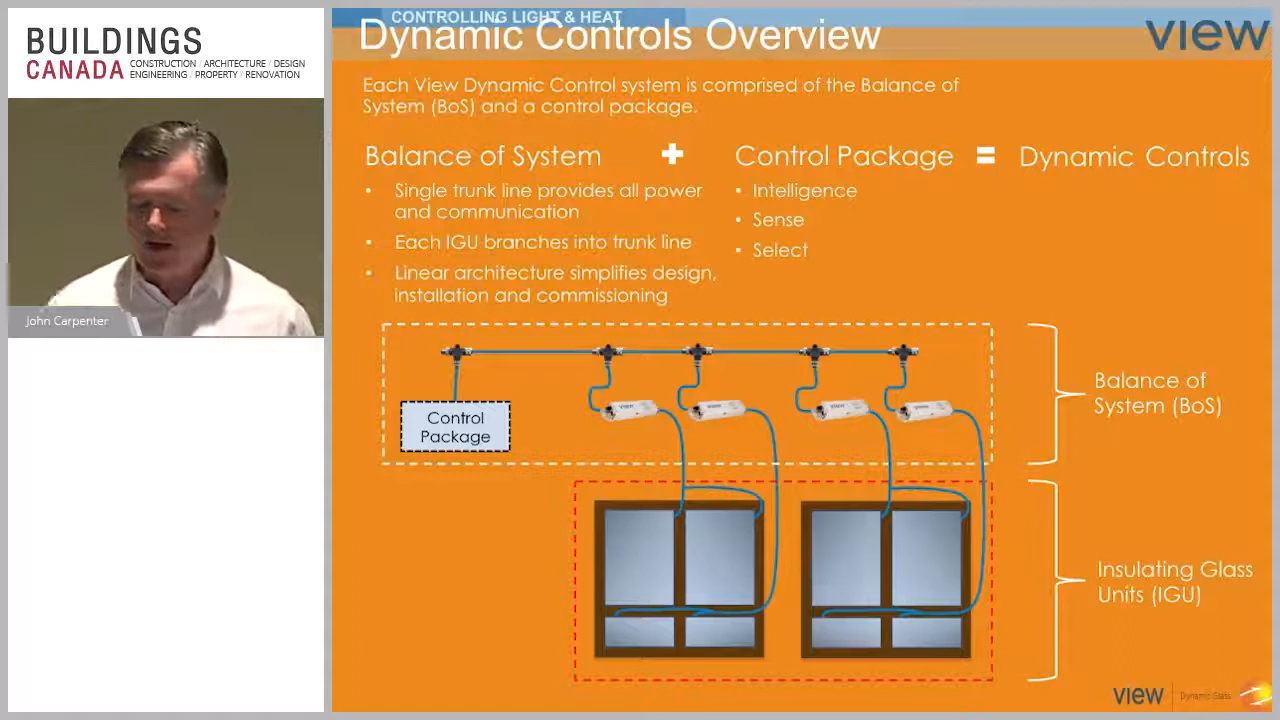 BUILDINGS
CANADA CONSTRUCTION / ARCHITECTURE / DESIGN
ENGINEERING / PROPERTY / RENOVATION
John Carpenter
CONTROLLING LIGHT & HEAT
Dynamic Controls Overview
view
Each View Dynamic Control system is comprised of the Balance of
System (BoS) and a control package.
Balance of System + Control Package = Dynamic Controls
• Single trunk line provides all power
and communication
• Each IGU branches into trunk line
• Linear architecture simplifies design,
installation and commissioning
• Intelligence
• Sense
• Select
Control
Package
view
view
view
view
Balance of
System (BoS)
Insulating Glass
Units (IGU)
view Dynamic Glass